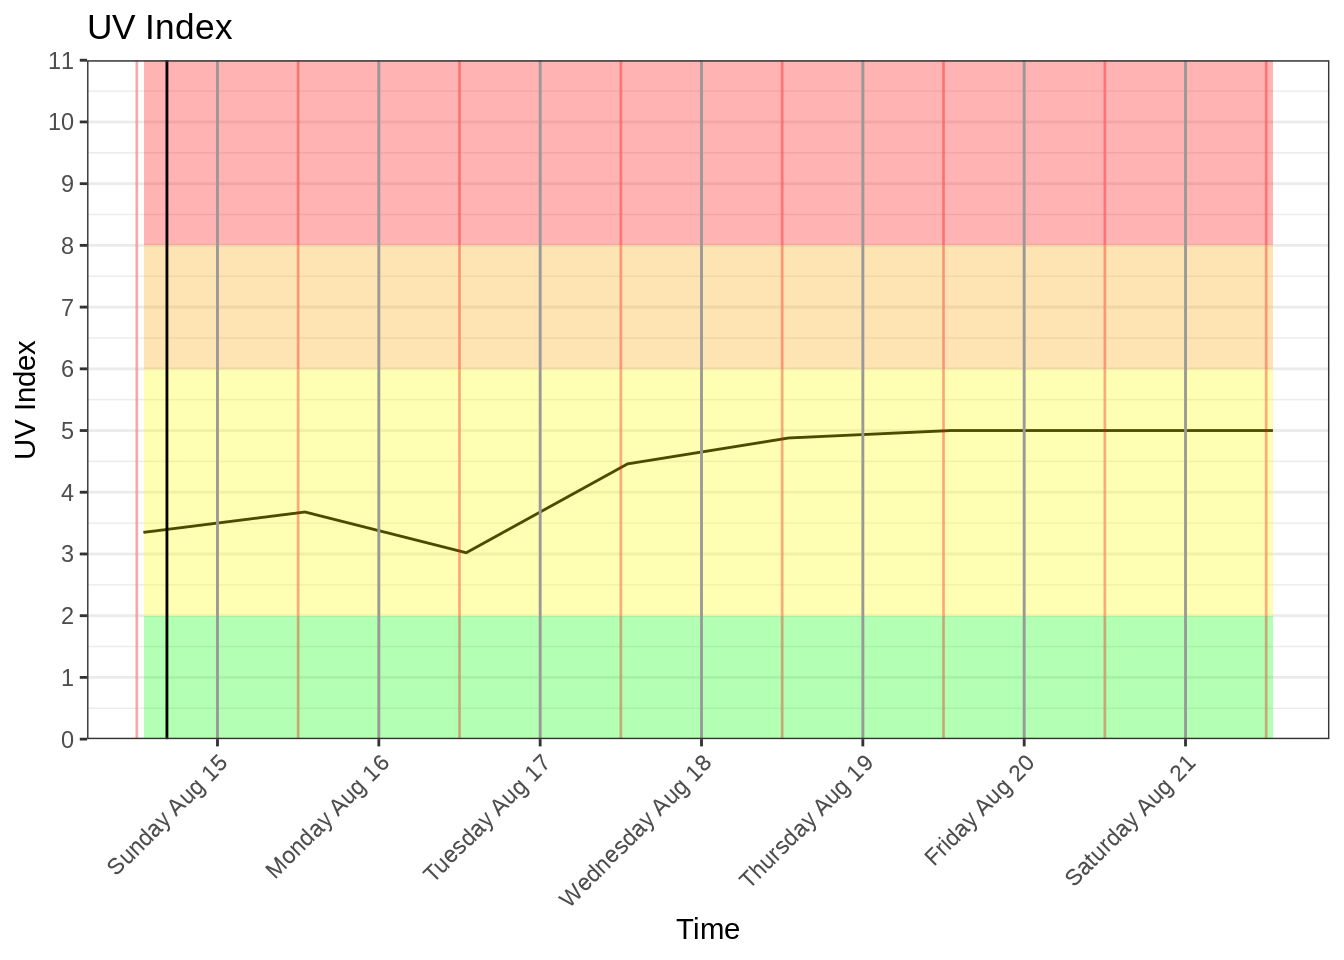 UV Index
11
10
9
8
7
6
5
4
3
2
1
0
UV Index
Sunday Aug 15
Monday Aug 16
Tuesday Aug 17
Wednesday Aug 18
Thursday Aug 19
Friday Aug 20
Saturday Aug 21
Time